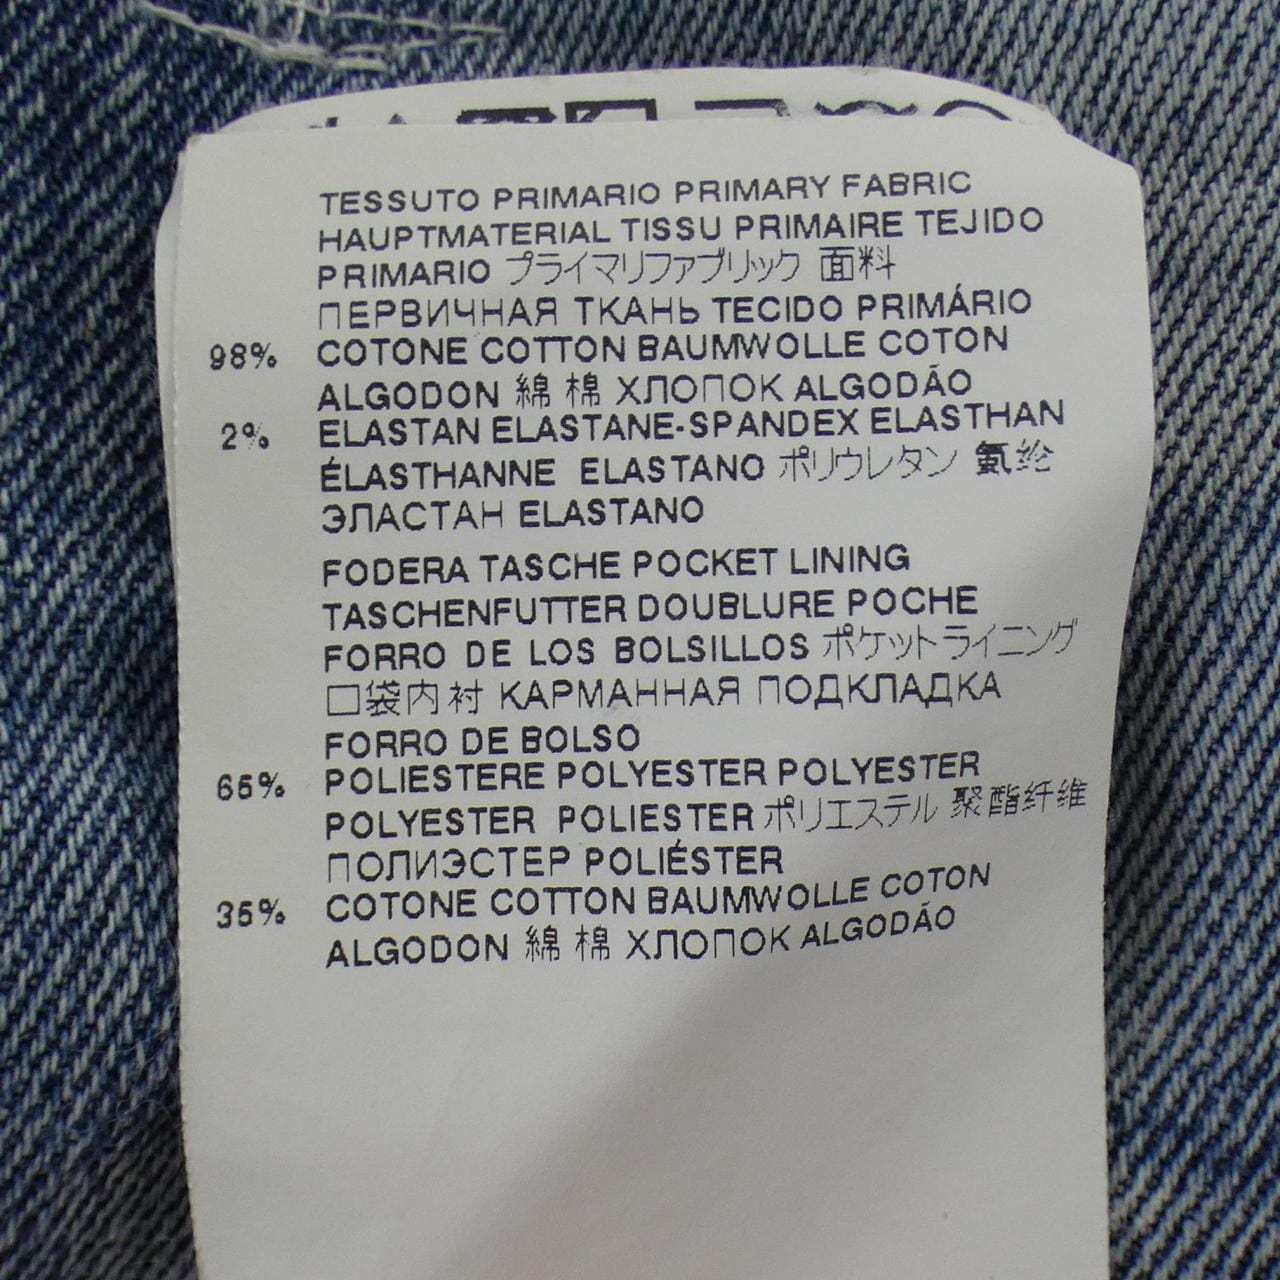 TESSUTO PRIMARIO PRIMARY FABRIC
HAUPTMATERIAL TISSU PRIMAIRE TEJIDO
PRIMARIO プライマリファブリック 面料
ПЕРВИЧНАЯ ТКАНЬ TECIDO PRIMÁRIO
98% COTONE COTTON BAUMWOLLE COTON
ALGODON 綿 棉 ХЛОПОК ALGODÃO
2% ELASTAN ELASTANE-SPANDEX ELASTHAN
ÉLASTHANNE ELASTANO ポリウレタン 氨纶
ЭЛАСТАН ELASTANO
FODERA TASCHE POCKET LINING
TASCHENFUTTER DOUBLURE POCHE
FORRO DE LOS BOLSILLOS ポケットライニング
口袋内衬 КАРМАННАЯ ПОДКЛАДКА
FORRO DE BOLSO
65% POLIESTERE POLYESTER POLYESTER
POLYESTER POLIESTER ポリエステル 聚酯纤维
ПОЛИЭСТЕР POLIÉSTER
35% COTONE COTTON BAUMWOLLE COTON
ALGODON 綿 棉 ХЛОПОК ALGODÃO